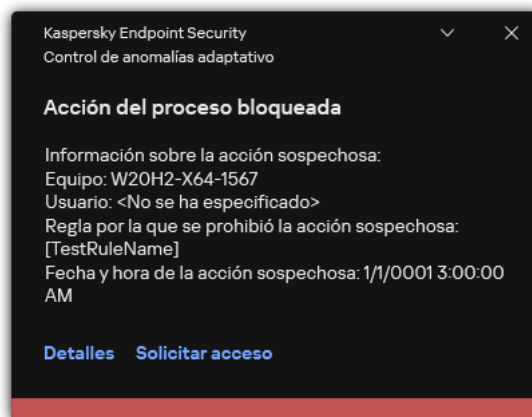 Kaspersky Endpoint Security
Control de anomalías adaptativo
Acción del proceso bloqueada
Información sobre la acción sospechosa:
Equipo: W20H2-X64-1567
Usuario: <No se ha especificado>
Regla por la que se prohibió la acción sospechosa:
[TestRuleName]
Fecha y hora de la acción sospechosa: 1/1/0001 3:00:00
AM
Detalles Solicitar acceso